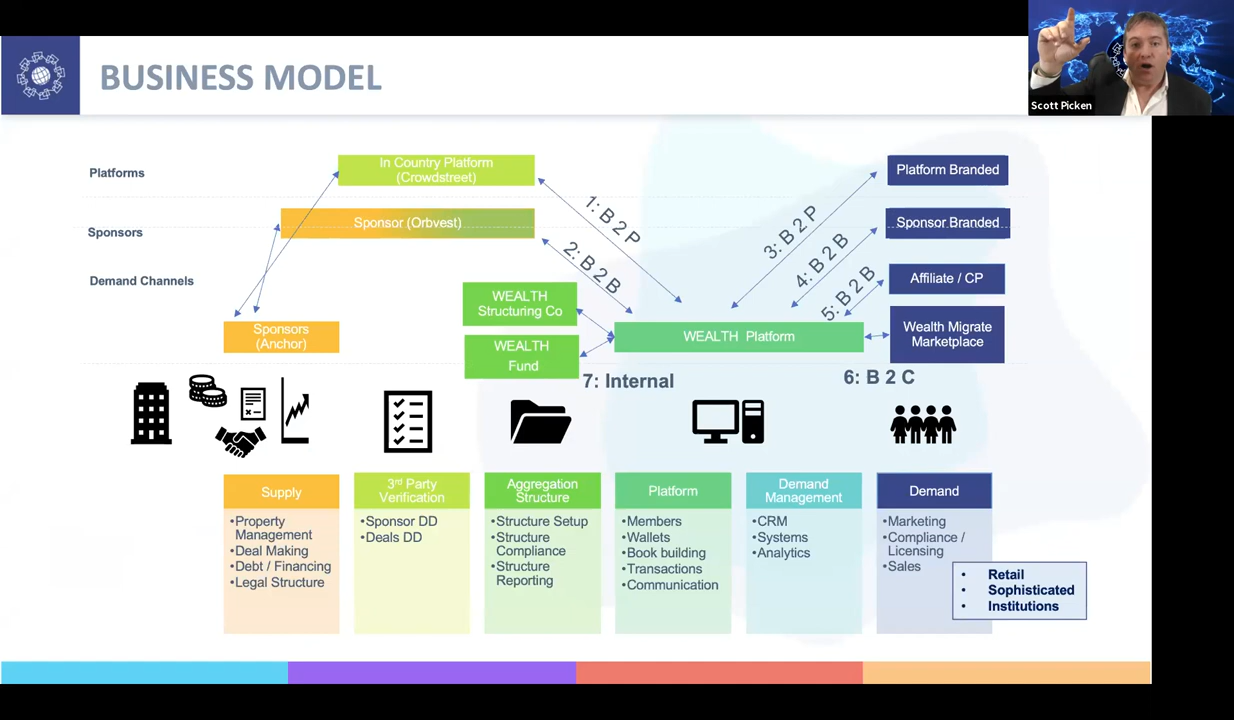 BUSINESS MODEL
Scott Picken
Platforms
In Country Platform
(Crowdstreet)
Platform Branded
Sponsors
Sponsor (Orbvest)
Sponsor Branded
1: B 2 P
2: B 2 B
3: B 2 P
4: B 2 B
5: B 2 B
Demand Channels
Affiliate / CP
WEALTH
Structuring Co
Sponsors
(Anchor)
WEALTH Platform
Wealth Migrate
Marketplace
WEALTH
Fund
7: Internal
6: B 2 C
Supply
•Property
Management
•Deal Making
•Debt / Financing
•Legal Structure
3rd Party
Verification
•Sponsor DD
•Deals DD
Aggregation
Structure
•Structure Setup
•Structure
Compliance
•Structure
Reporting
Platform
•Members
•Wallets
•Book building
•Transactions
•Communication
Demand
Management
•CRM
•Systems
•Analytics
Demand
•Marketing
•Compliance /
Licensing
•Sales
• Retail
• Sophisticated
• Institutions